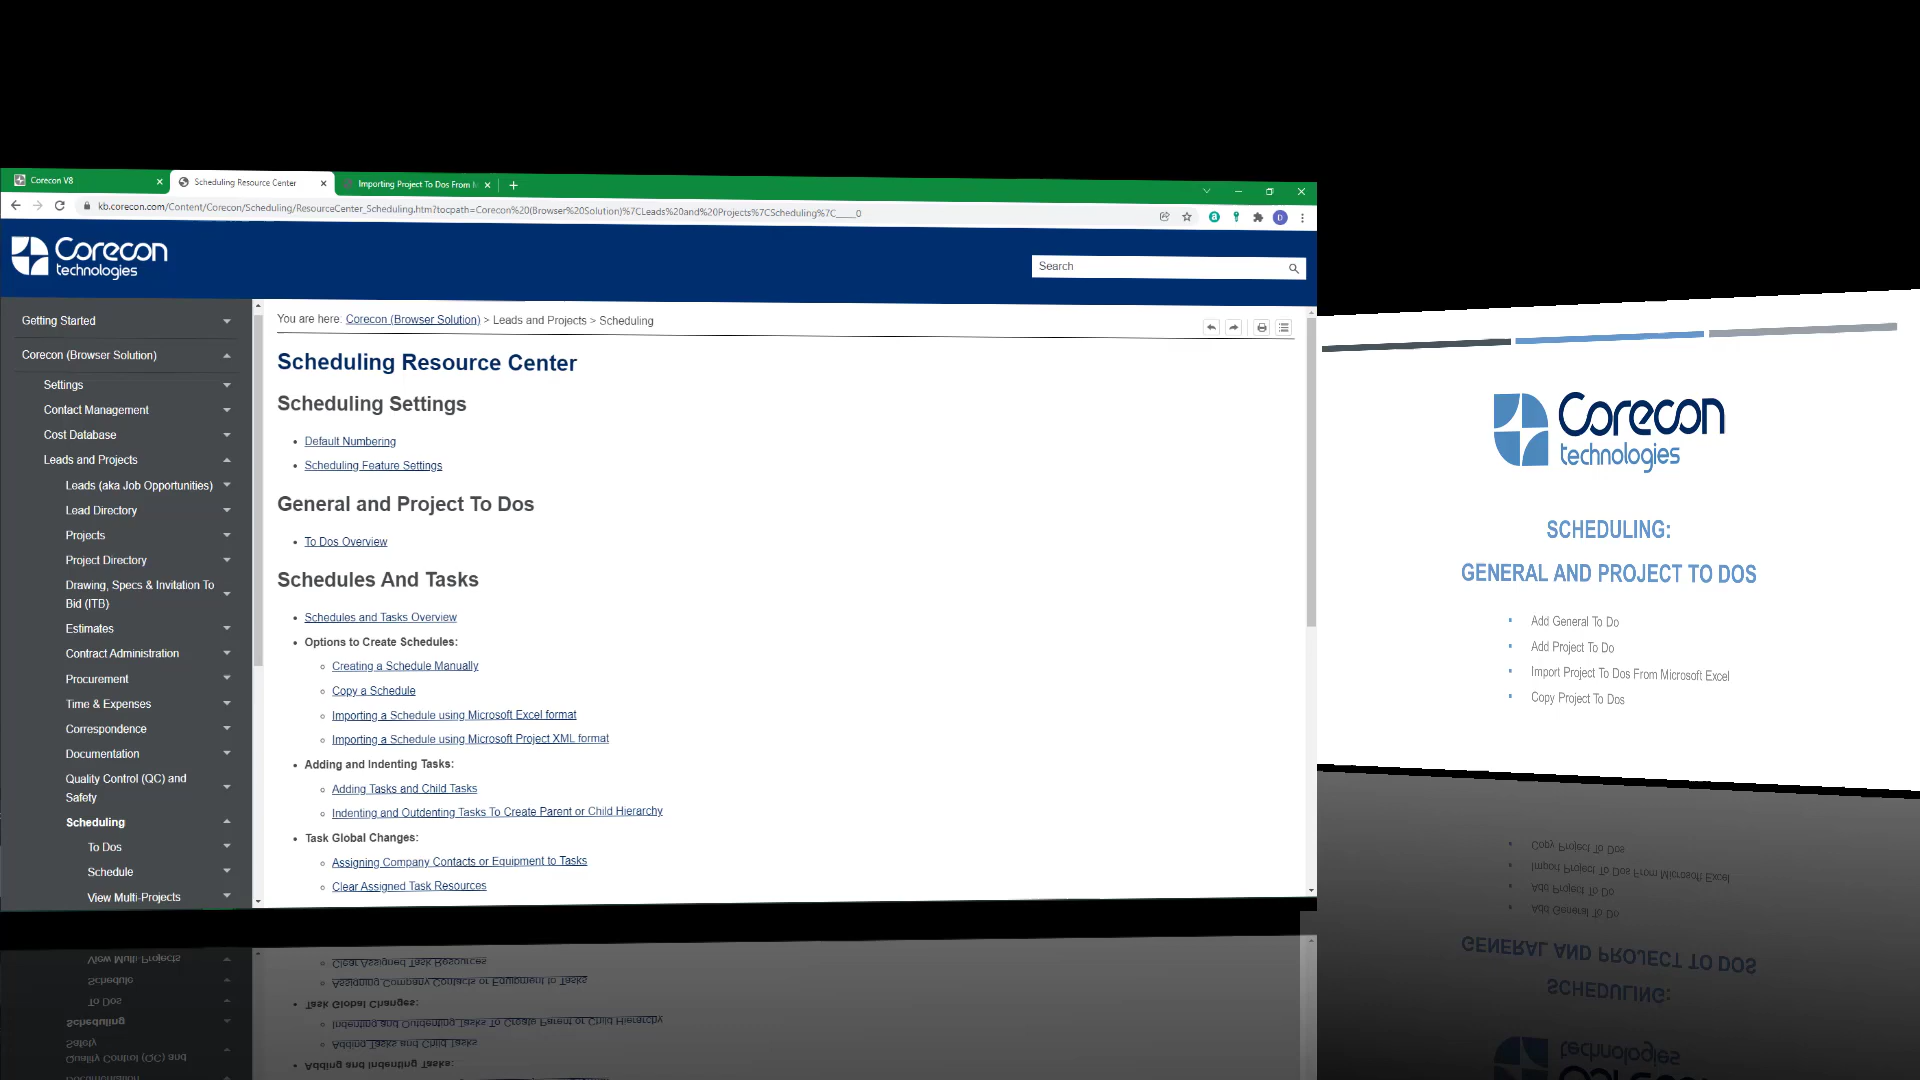 Corecon V8
Scheduling Resource Center
Importing Project To Dos From
kb.corecon.com/Content/Corecon/Scheduling/ResourceCenter_Scheduling.htm?tocpath=Corecon%20(Browser%20Solution)%7CLeads%20and%20Projects%7CScheduling%7C____0
Corecon
technologies
Search
Getting Started
Corecon (Browser Solution)
Settings
Contact Management
Cost Database
Leads and Projects
Leads (aka Job Opportunities)
Lead Directory
Projects
Project Directory
Drawing, Specs & Invitation To
Bid (ITB)
Estimates
Contract Administration
Procurement
Time & Expenses
Correspondence
Documentation
Quality Control (QC) and
Safety
Scheduling
To Dos
Schedule
View Multi-Projects
You are here: Corecon (Browser Solution) > Leads and Projects > Scheduling
Scheduling Resource Center
Scheduling Settings
• Default Numbering
• Scheduling Feature Settings
General and Project To Dos
• To Dos Overview
Schedules And Tasks
• Schedules and Tasks Overview
• Options to Create Schedules:
Creating a Schedule Manually
Copy a Schedule
Importing a Schedule using Microsoft Excel format
Importing a Schedule using Microsoft Project XML format
• Adding and Indenting Tasks:
Adding Tasks and Child Tasks
Indenting and Outdenting Tasks To Create Parent or Child Hierarchy
• Task Global Changes:
Assigning Company Contacts or Equipment to Tasks
Clear Assigned Task Resources
Corecon
technologies
SCHEDULING:
GENERAL AND PROJECT TO DOS
Add General To Do
Add Project To Do
Import Project To Dos From Microsoft Excel
Copy Project To Dos